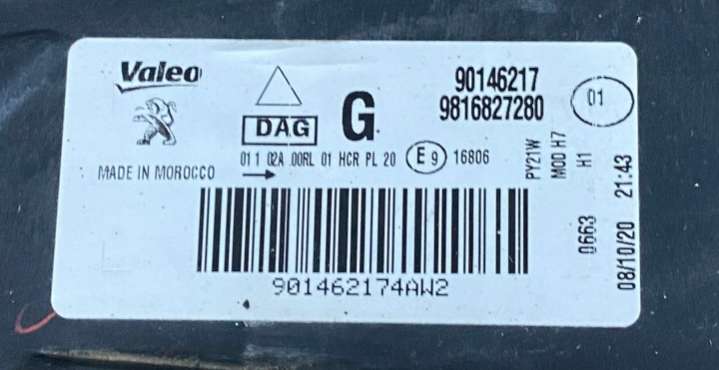 Valeo
90146217
9816827280
01
DAG
G
01 1 02A 00RL 01 HCR PL 20
E9
16806
MADE IN MOROCCO
PY21W
MOD H7
H1
0663
08/10/20 21:43
901462174AW2